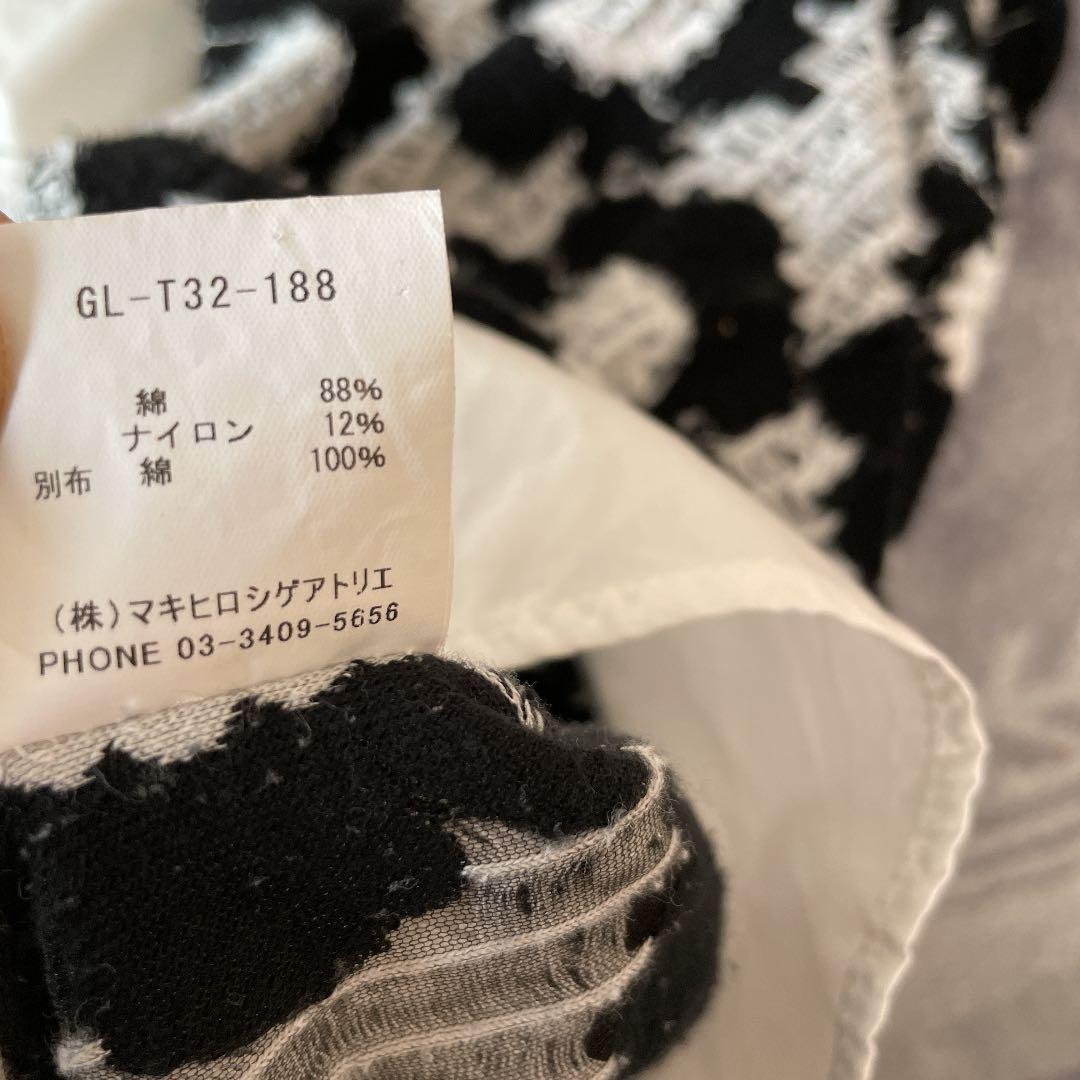 GL-T32-188
綿 88%
ナイロン 12%
別布 綿 100%
(株)マキヒロシゲアトリエ
PHONE 03-3409-5656